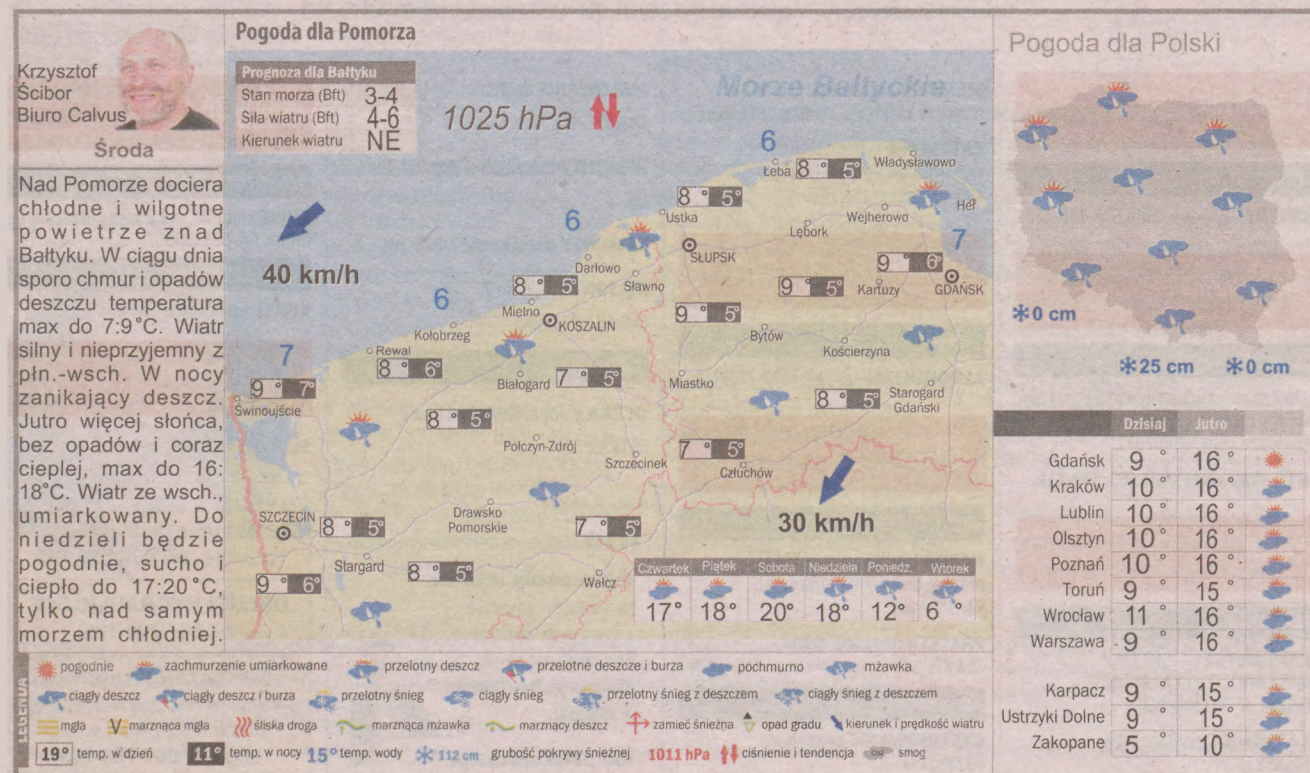 Krzysztof
Ścibor
Biuro Calvus
Środa
Nad Pomorze dociera
chłodne i wilgotne
powietrze znad
Bałtyku. W ciągu dnia
sporo chmur i opadów
deszczu temperatura
max do 7:9°C. Wiatr
silny i nieprzyjemny z
płn.-wsch. W nocy
zanikający deszcz.
Jutro więcej słońca,
bez opadów i coraz
cieplej, max do 16:
18°C. Wiatr ze wsch.,
umiarkowany. Do
niedzieli będzie
pogodnie, sucho i
ciepło do 17:20°C,
tylko nad samym
morzem chłodniej.
Pogoda dla Pomorza
Prognoza dla Bałtyku
Stan morza (Bft) 3-4
Siła wiatru (Bft) 4-6
Kierunek wiatru NE
1025 hPa
Morze Bałtyckie
6
Łeba 8° 5°
Władysławowo
8° 5°
Ustka
Wejherowo
Hel
40 km/h
6
Lębork
7
SŁUPSK
9° 6°
Darłowo
8° 5°
Sławno
9° 5°
Kartuzy
GDAŃSK
6
Mielno
9° 5°
Kołobrzeg
KOSZALIN
Bytów
Kościerzyna
7
Rewal
8° 6°
Białogard
7° 5°
Miastko
9° 7°
Świnoujście
8° 5°
Starogard
Gdański
8° 5°
Połczyn-Zdrój
7° 5°
Szczecinek
Człuchów
SZCZECIN
8° 5°
Drawsko
Pomorskie
7° 5°
30 km/h
Stargard
8° 5°
Wałcz
9° 6°
Czwartek Piątek Sobota Niedziela Poniedz. Wtorek
17° 18° 20° 18° 12° 6°
Pogoda dla Polski
0 cm
25 cm 0 cm
Dzisiaj Jutro
Gdańsk 9° 16°
Kraków 10° 16°
Lublin 10° 16°
Olsztyn 10° 16°
Poznań 10° 16°
Toruń 9° 15°
Wrocław 11° 16°
Warszawa 9° 16°
Karpacz 9° 15°
Ustrzyki Dolne 9° 15°
Zakopane 5° 10°
LEGENDA
pogodnie zachmurzenie umiarkowane przelotny deszcz przelotne deszcze i burza pochmurno mżawka
ciągły deszcz ciągły deszcz i burza przelotny śnieg ciągły śnieg przelotny śnieg z deszczem ciągły śnieg z deszczem
mgła marznąca mgła śliska droga marznąca mżawka marznący deszcz zamieć śnieżna opad gradu kierunek i prędkość wiatru
19° temp. w dzień 11° temp. w nocy 15° temp. wody 112 cm grubość pokrywy śnieżnej 1011 hPa ciśnienie i tendencja smog